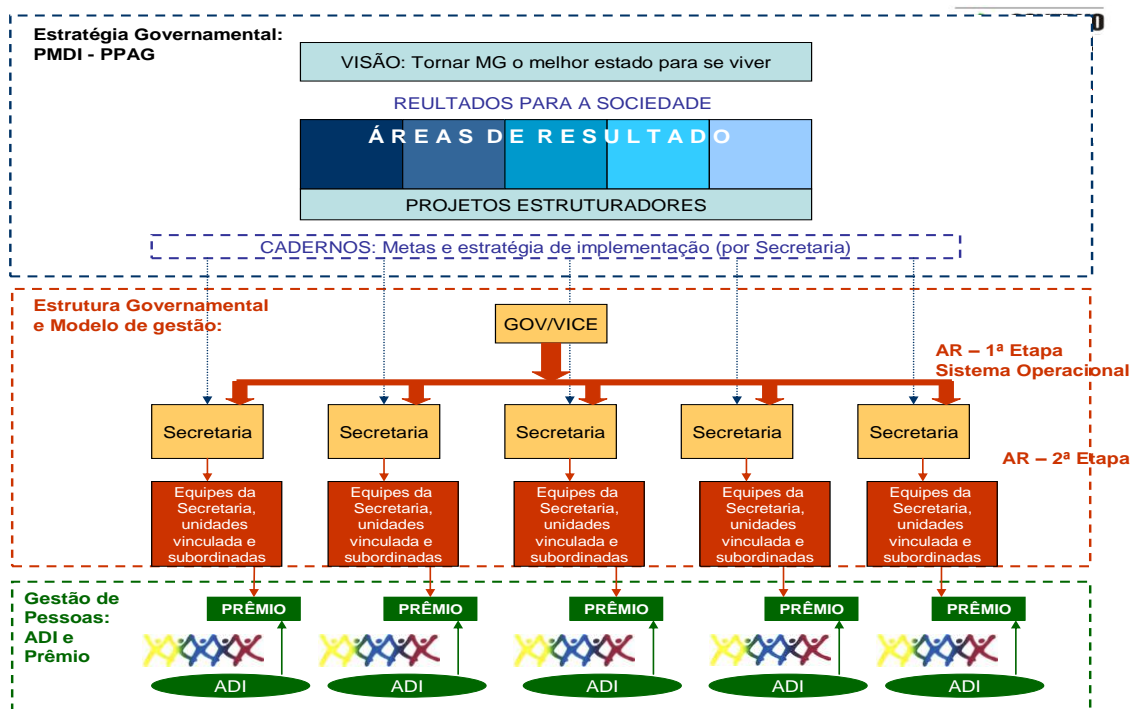 Estratégia Governamental:
PMDI - PPAG
VISÃO: Tornar MG o melhor estado para se viver
REULTADOS PARA A SOCIEDADE
ÁREAS DE RESULTADO
PROJETOS ESTRUTURADORES
CADERNOS: Metas e estratégia de implementação (por Secretaria)
Estrutura Governamental
e Modelo de gestão:
GOV/VICE
AR – 1ª Etapa
Sistema Operacional
Secretaria
Secretaria
Secretaria
Secretaria
Secretaria
AR – 2ª Etapa
Equipes da
Secretaria,
unidades
vinculada e
subordinadas
Equipes da
Secretaria,
unidades
vinculada e
subordinadas
Equipes da
Secretaria,
unidades
vinculada e
subordinadas
Equipes da
Secretaria,
unidades
vinculada e
subordinadas
Equipes da
Secretaria,
unidades
vinculada e
subordinadas
Gestão de
Pessoas:
ADI e
Prêmio
PRÊMIO
PRÊMIO
PRÊMIO
PRÊMIO
PRÊMIO
ADI
ADI
ADI
ADI
ADI